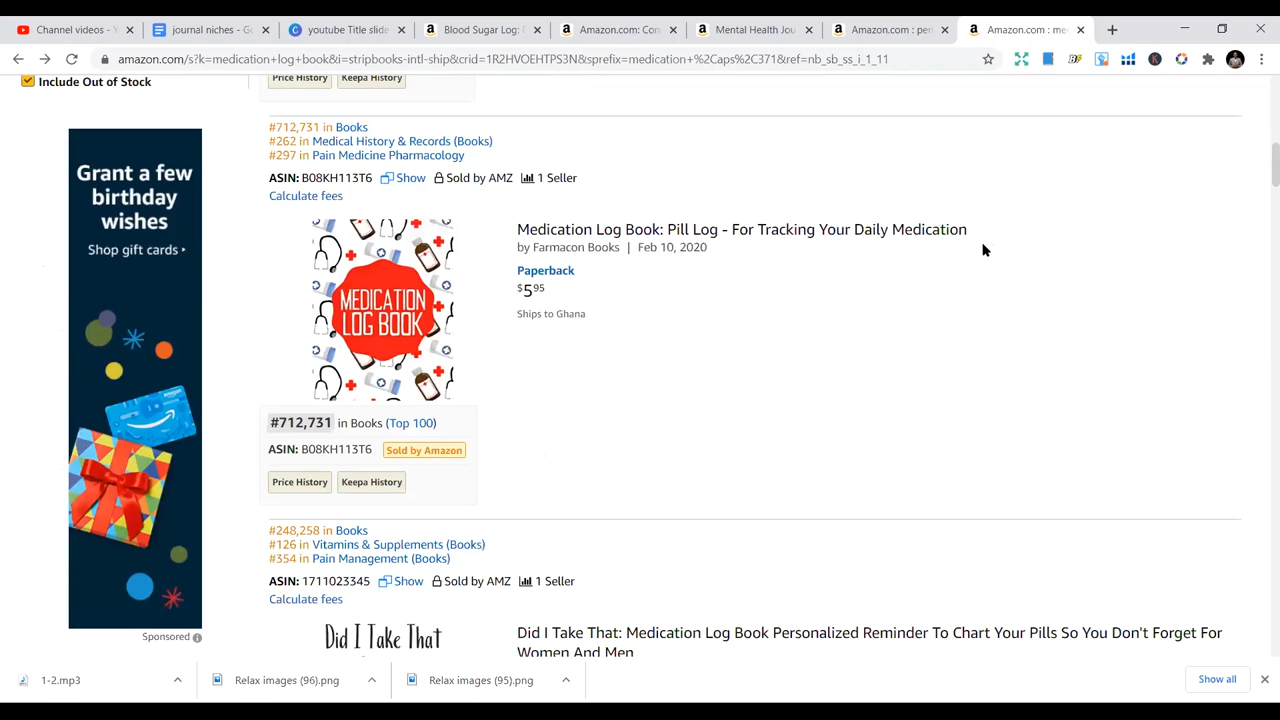 Channel videos - Y
journal niches - Go
youtube Title slide
Blood Sugar Log: D
Amazon.com: Con
Mental Health Jou
Amazon.com : peri
Amazon.com : me
amazon.com/s?k=medication+log+book&i=stripbooks-intl-ship&crid=1R2HVOEHTPS3N&sprefix=medication+%2Caps%2C371&ref=nb_sb_ss_i_1_11
Include Out of Stock
Price History
Keepa History
#712,731 in Books
#262 in Medical History & Records (Books)
#297 in Pain Medicine Pharmacology
ASIN: B08KH113T6 Show Sold by AMZ 1 Seller
Calculate fees
Grant a few
birthday
wishes
Shop gift cards ▸
Sponsored
MEDICATION
LOG BOOK
Medication Log Book: Pill Log - For Tracking Your Daily Medication
by Farmacon Books | Feb 10, 2020
Paperback
$5 95
Ships to Ghana
#712,731 in Books (Top 100)
ASIN: B08KH113T6 Sold by Amazon
Price History
Keepa History
#248,258 in Books
#126 in Vitamins & Supplements (Books)
#354 in Pain Management (Books)
ASIN: 1711023345 Show Sold by AMZ 1 Seller
Calculate fees
Did I Take That
Did I Take That: Medication Log Book Personalized Reminder To Chart Your Pills So You Don't Forget For
Women And Men
1-2.mp3
Relax images (96).png
Relax images (95).png
Show all